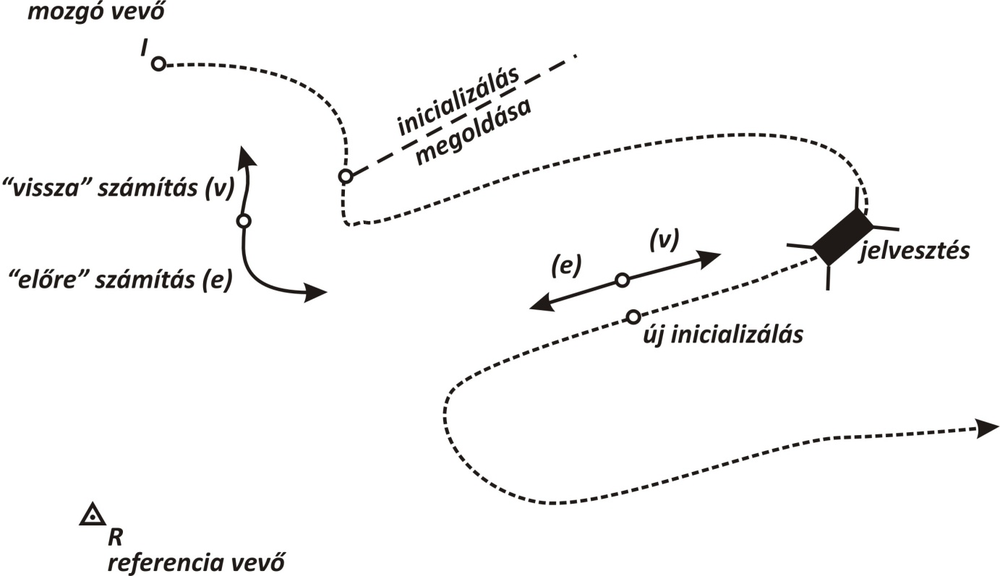 mozgó vevő
I
inicializálás
megoldása
“vissza” számítás (v)
“előre” számítás (e)
(v)
(e)
jelvesztés
új inicializálás
R
referencia vevő